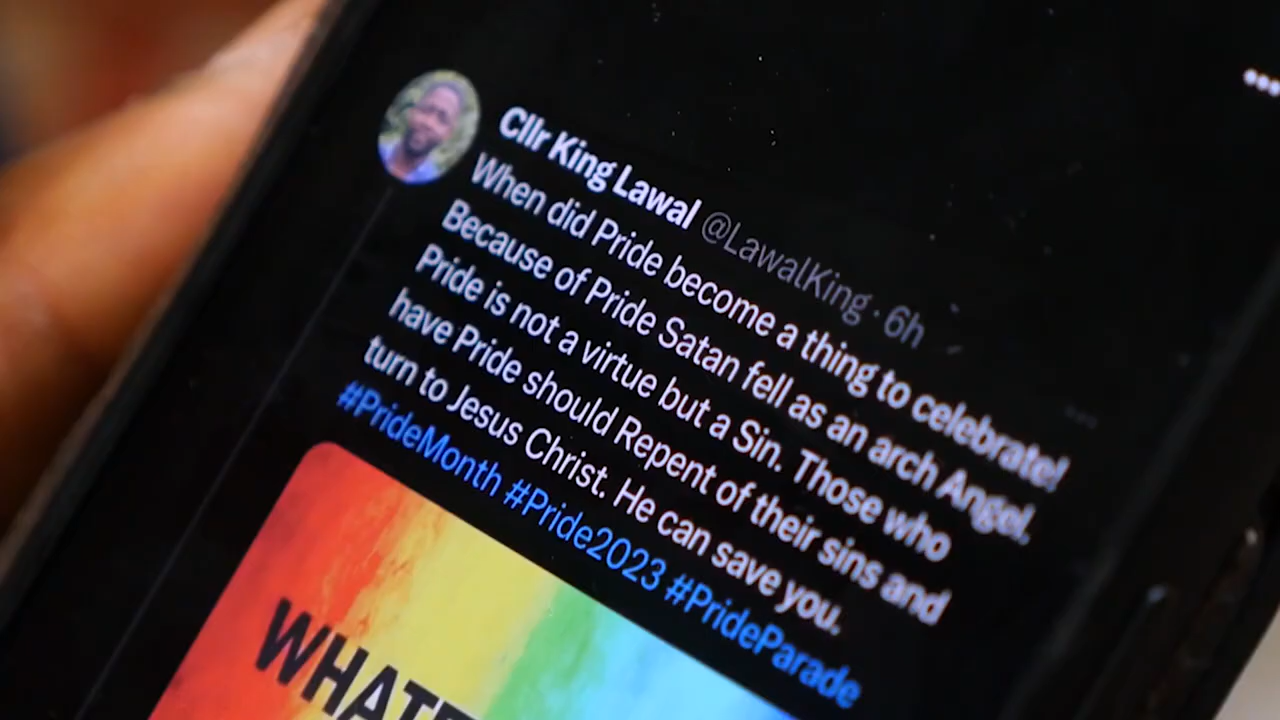 Cllr King Lawal @LawalKing · 6h
When did Pride become a thing to celebrate!
Because of Pride Satan fell as an arch Angel.
Pride is not a virtue but a Sin. Those who
have Pride should Repent of their sins and
turn to Jesus Christ. He can save you.
#PrideMonth #Pride2023 #PrideParade